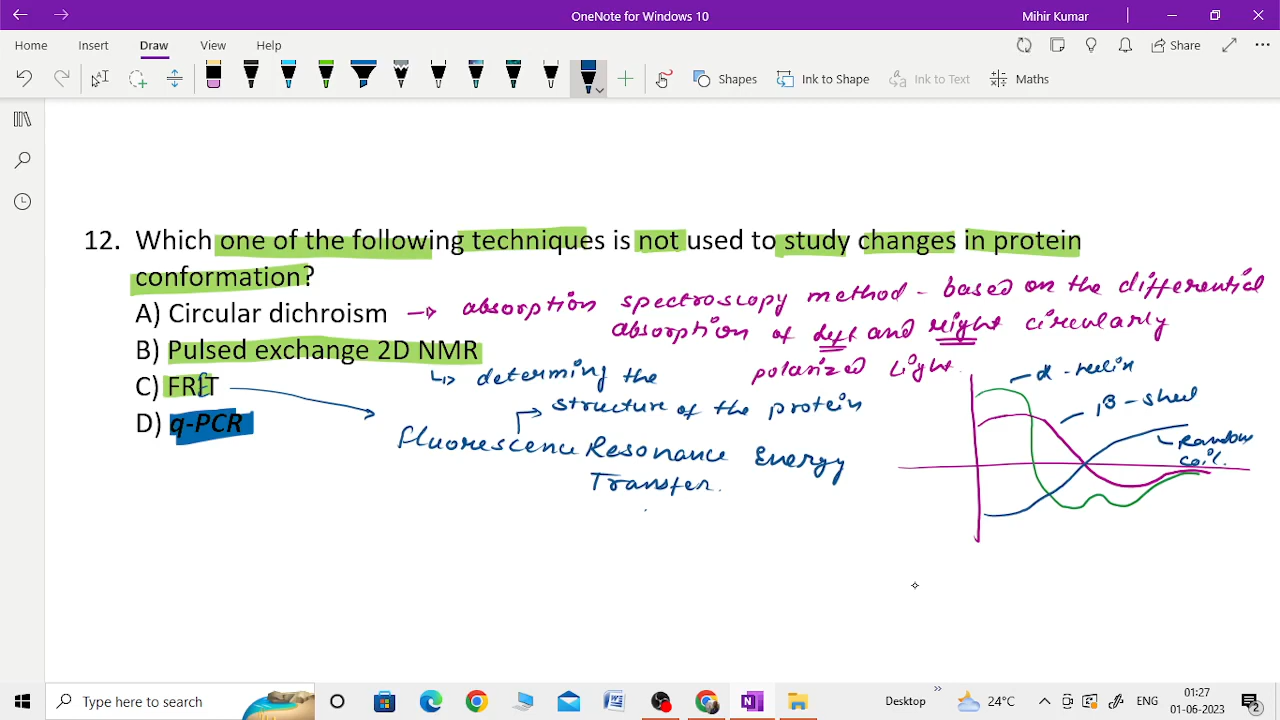 OneNote for Windows 10
Mihir Kumar
Home Insert Draw View Help
Share
Shapes Ink to Shape Ink to Text Maths
12. Which one of the following techniques is not used to study changes in protein
conformation?
A) Circular dichroism → absorption spectroscopy method - based on the differential
absorption of left and right circularly
polarized Light.
B) Pulsed exchange 2D NMR
↳ determining the
structure of the protein
C) FRET
Fluorescence Resonance Energy
Transfer.
D) q-PCR
α-helix
β-sheet
Random
coil.
Type here to search
Desktop
24°C
ENG
01:27
01-06-2023
2